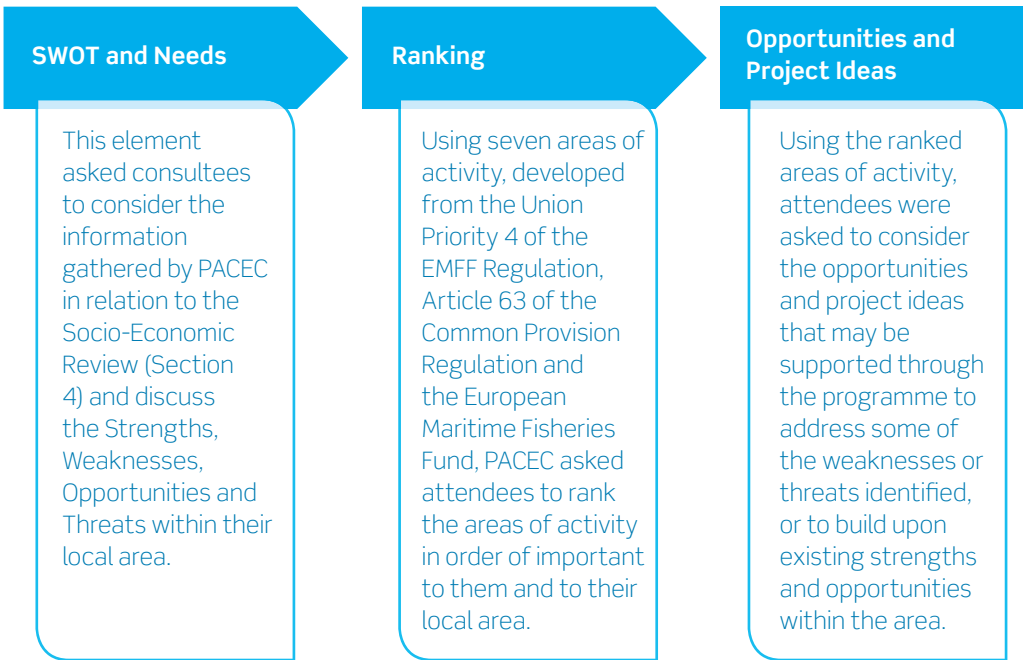 SWOT and Needs
This element
asked consultees
to consider the
information
gathered by PACEC
in relation to the
Socio-Economic
Review (Section
4) and discuss
the Strengths,
Weaknesses,
Opportunities and
Threats within their
local area.
Ranking
Using seven areas of
activity, developed
from the Union
Priority 4 of the
EMFF Regulation,
Article 63 of the
Common Provision
Regulation and
the European
Maritime Fisheries
Fund, PACEC asked
attendees to rank
the areas of activity
in order of important
to them and to their
local area.
Opportunities and
Project Ideas
Using the ranked
areas of activity,
attendees were
asked to consider
the opportunities
and project ideas
that may be
supported through
the programme to
address some of
the weaknesses or
threats identified,
or to build upon
existing strengths
and opportunities
within the area.